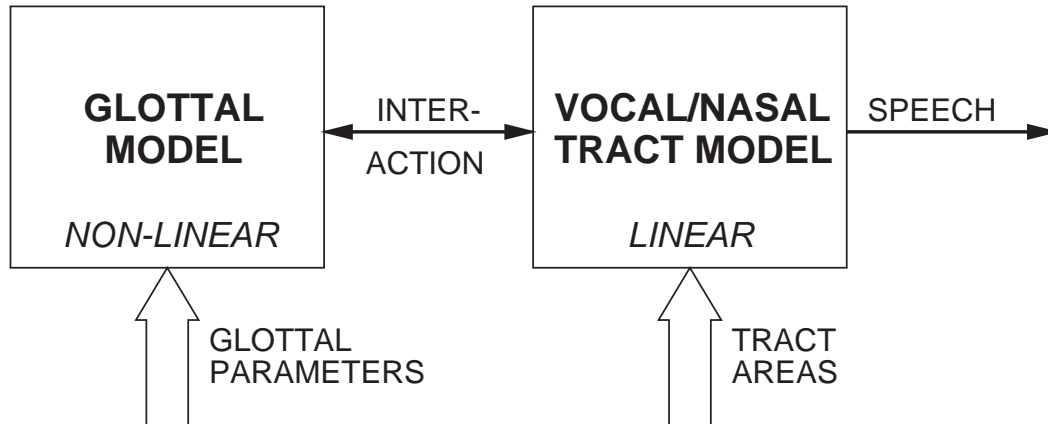 GLOTTAL
MODEL
NON-LINEAR
INTER-
ACTION
VOCAL/NASAL
TRACT MODEL
LINEAR
SPEECH
GLOTTAL
PARAMETERS
TRACT
AREAS